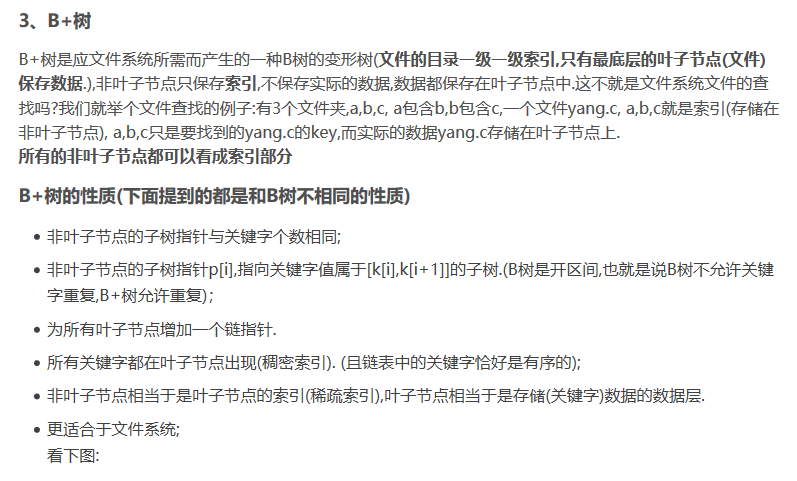 3、B+树
B+树是应文件系统所需而产生的一种B树的变形树(文件的目录一级一级索引,只有最底层的叶子节点(文件)
保存数据.),非叶子节点只保存索引,不保存实际的数据,数据都保存在叶子节点中.这不就是文件系统文件的查
找吗?我们就举个文件查找的例子:有3个文件夹,a,b,c, a包含b,b包含c,一个文件yang.c, a,b,c就是索引(存储在
非叶子节点), a,b,c只是要找到的yang.c的key,而实际的数据yang.c存储在叶子节点上.
所有的非叶子节点都可以看成索引部分
B+树的性质(下面提到的都是和B树不相同的性质)
• 非叶子节点的子树指针与关键字个数相同;
• 非叶子节点的子树指针p[i],指向关键字值属于[k[i],k[i+1]]的子树.(B树是开区间,也就是说B树不允许关键
字重复,B+树允许重复);
• 为所有叶子节点增加一个链指针.
• 所有关键字都在叶子节点出现(稠密索引). (且链表中的关键字恰好是有序的);
• 非叶子节点相当于是叶子节点的索引(稀疏索引),叶子节点相当于是存储(关键字)数据的数据层.
• 更适合于文件系统;
看下图: